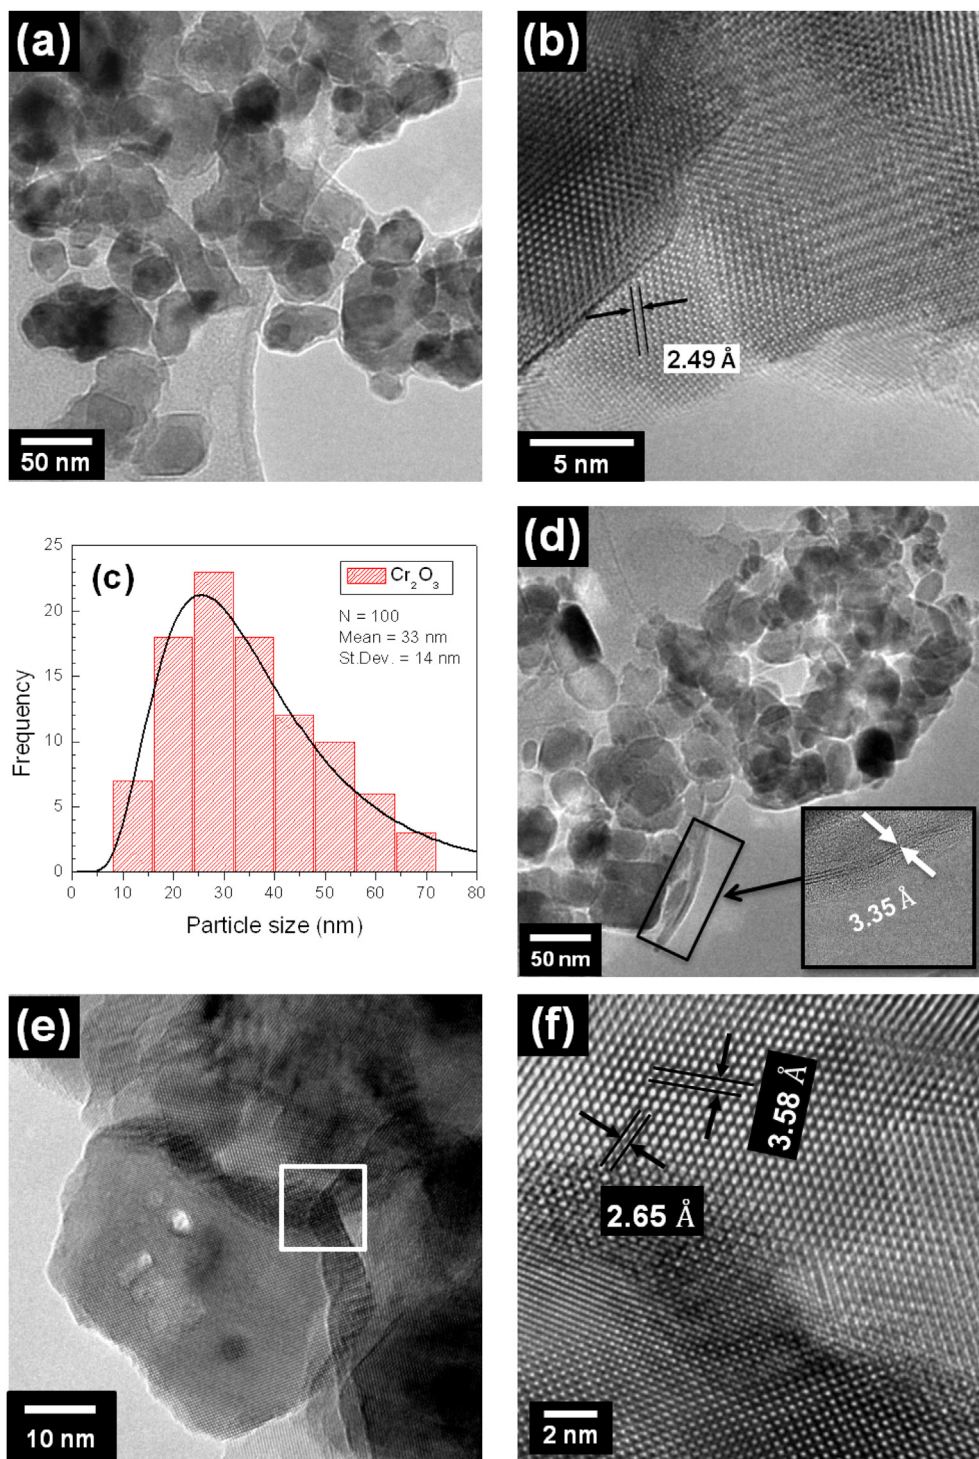 (a)
50 nm
(b)
2.49 Å
5 nm
(c)
Cr₂O₃
N = 100
Mean = 33 nm
St.Dev. = 14 nm
25
20
15
10
5
0
0 10 20 30 40 50 60 70 80
Frequency
Particle size (nm)
(d)
3.35 Å
50 nm
(e)
10 nm
(f)
3.58 Å
2.65 Å
2 nm